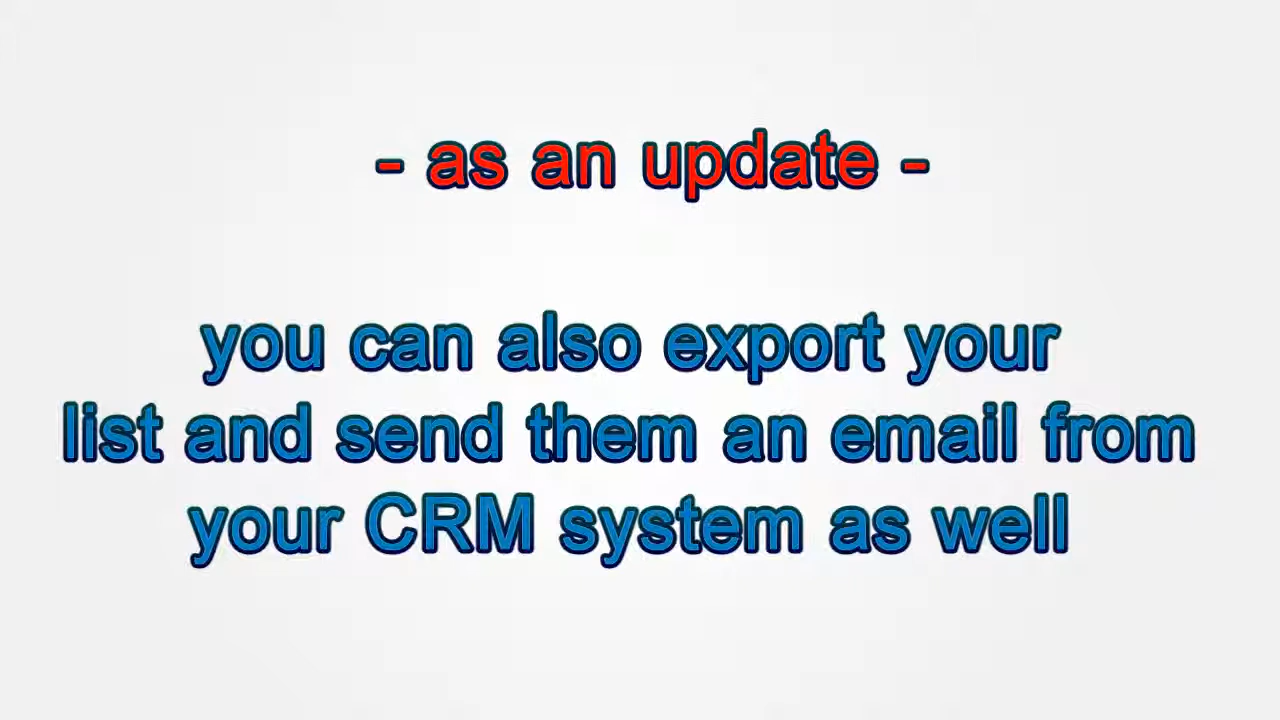 - as an update -
you can also export your
list and send them an email from
your CRM system as well